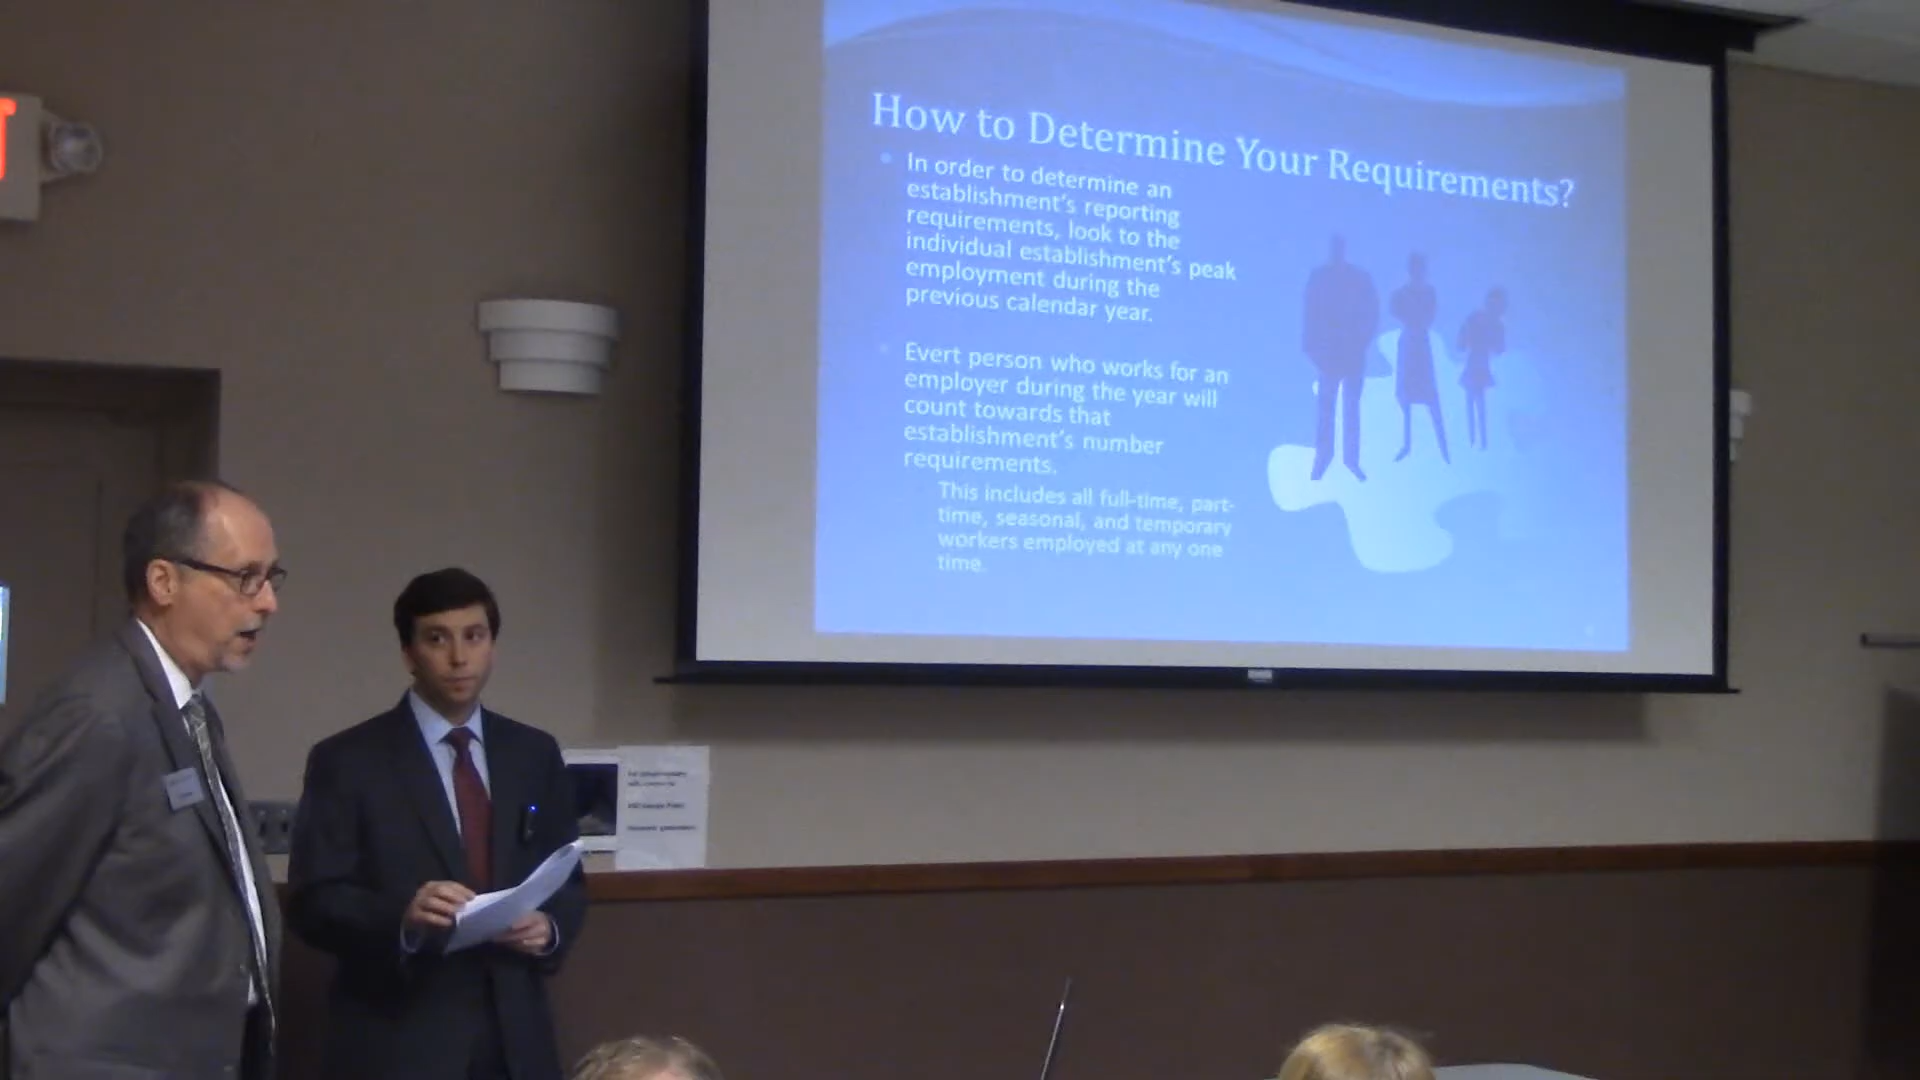 How to Determine Your Requirements?
In order to determine an
establishment's reporting
requirements, look to the
individual establishment's peak
employment during the
previous calendar year.
Evert person who works for an
employer during the year will
count towards that
establishment's number
requirements.
This includes all full-time, part-
time, seasonal, and temporary
workers employed at any one
time.